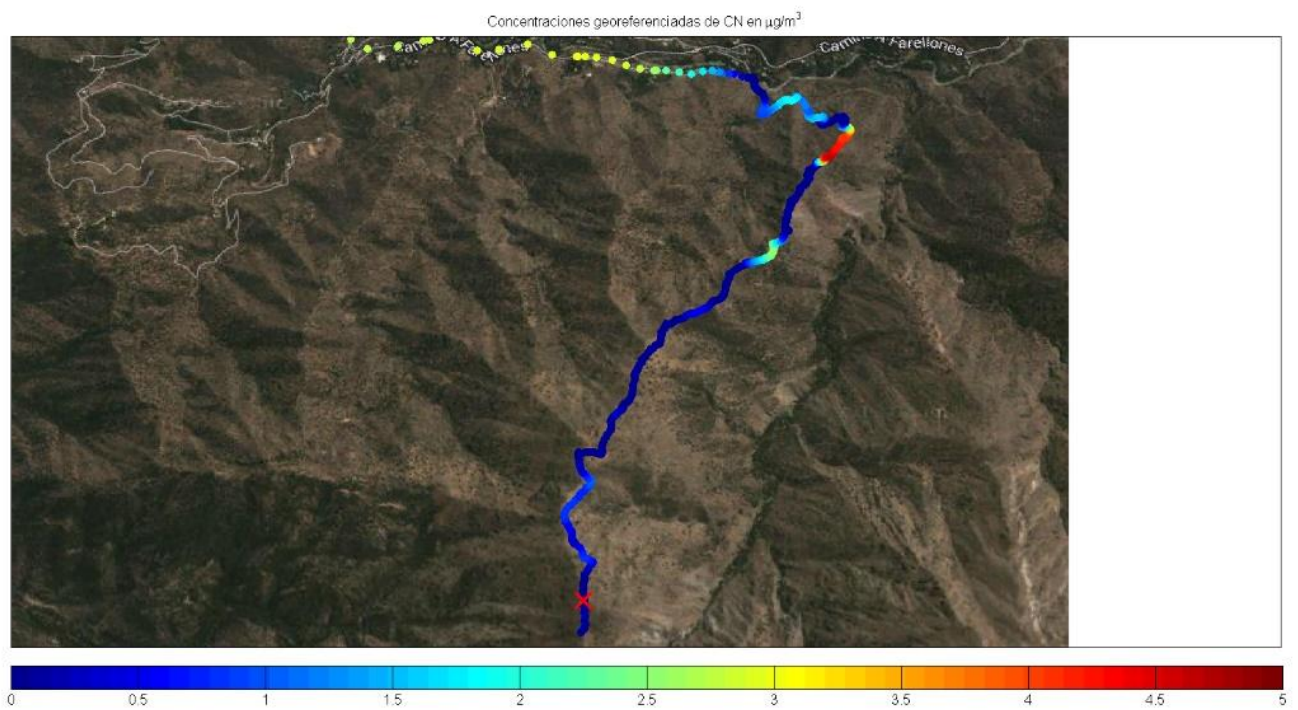 Concentraciones georeferenciadas de CN en μg/m³
Camino A Farellones
0 0.5 1 1.5 2 2.5 3 3.5 4 4.5 5